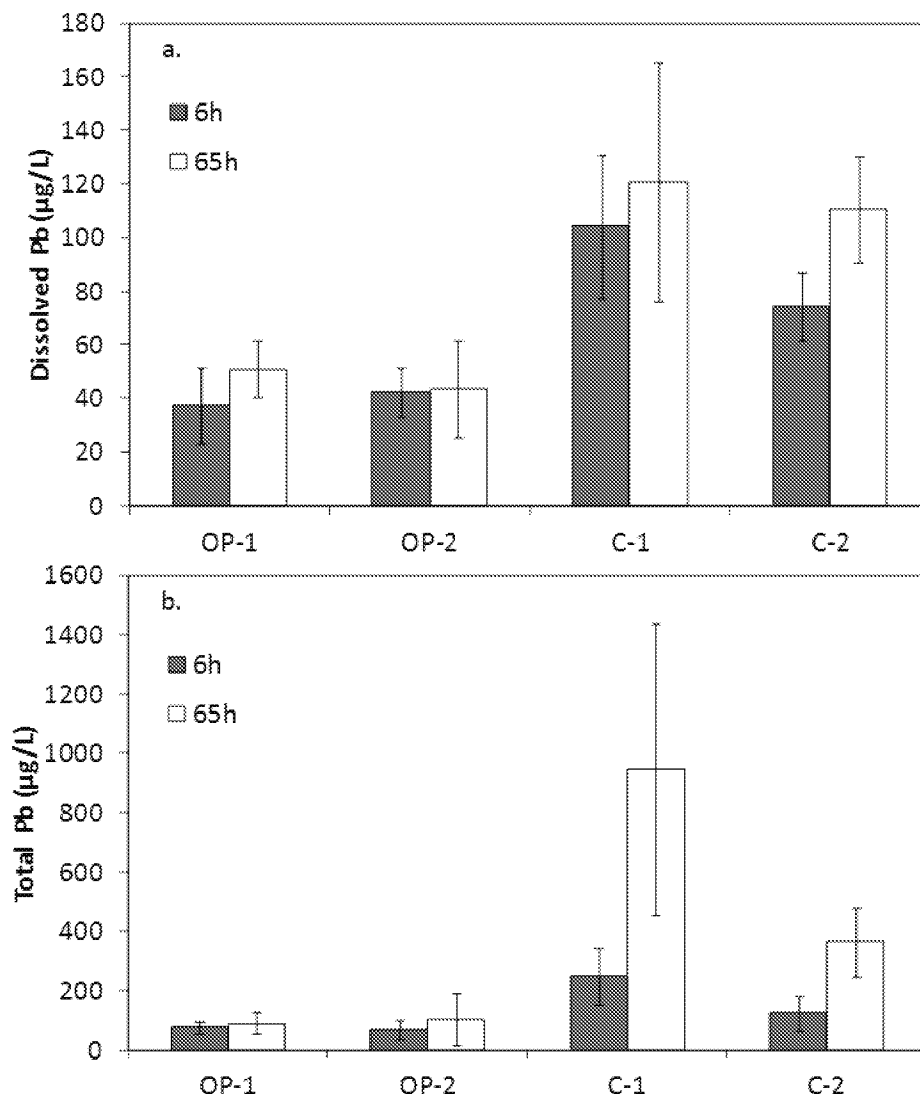 a.
6h
65h
Dissolved Pb (µg/L)
180
160
140
120
100
80
60
40
20
0
OP-1 OP-2 C-1 C-2
b.
6h
65h
Total Pb (µg/L)
1600
1400
1200
1000
800
600
400
200
0
OP-1 OP-2 C-1 C-2